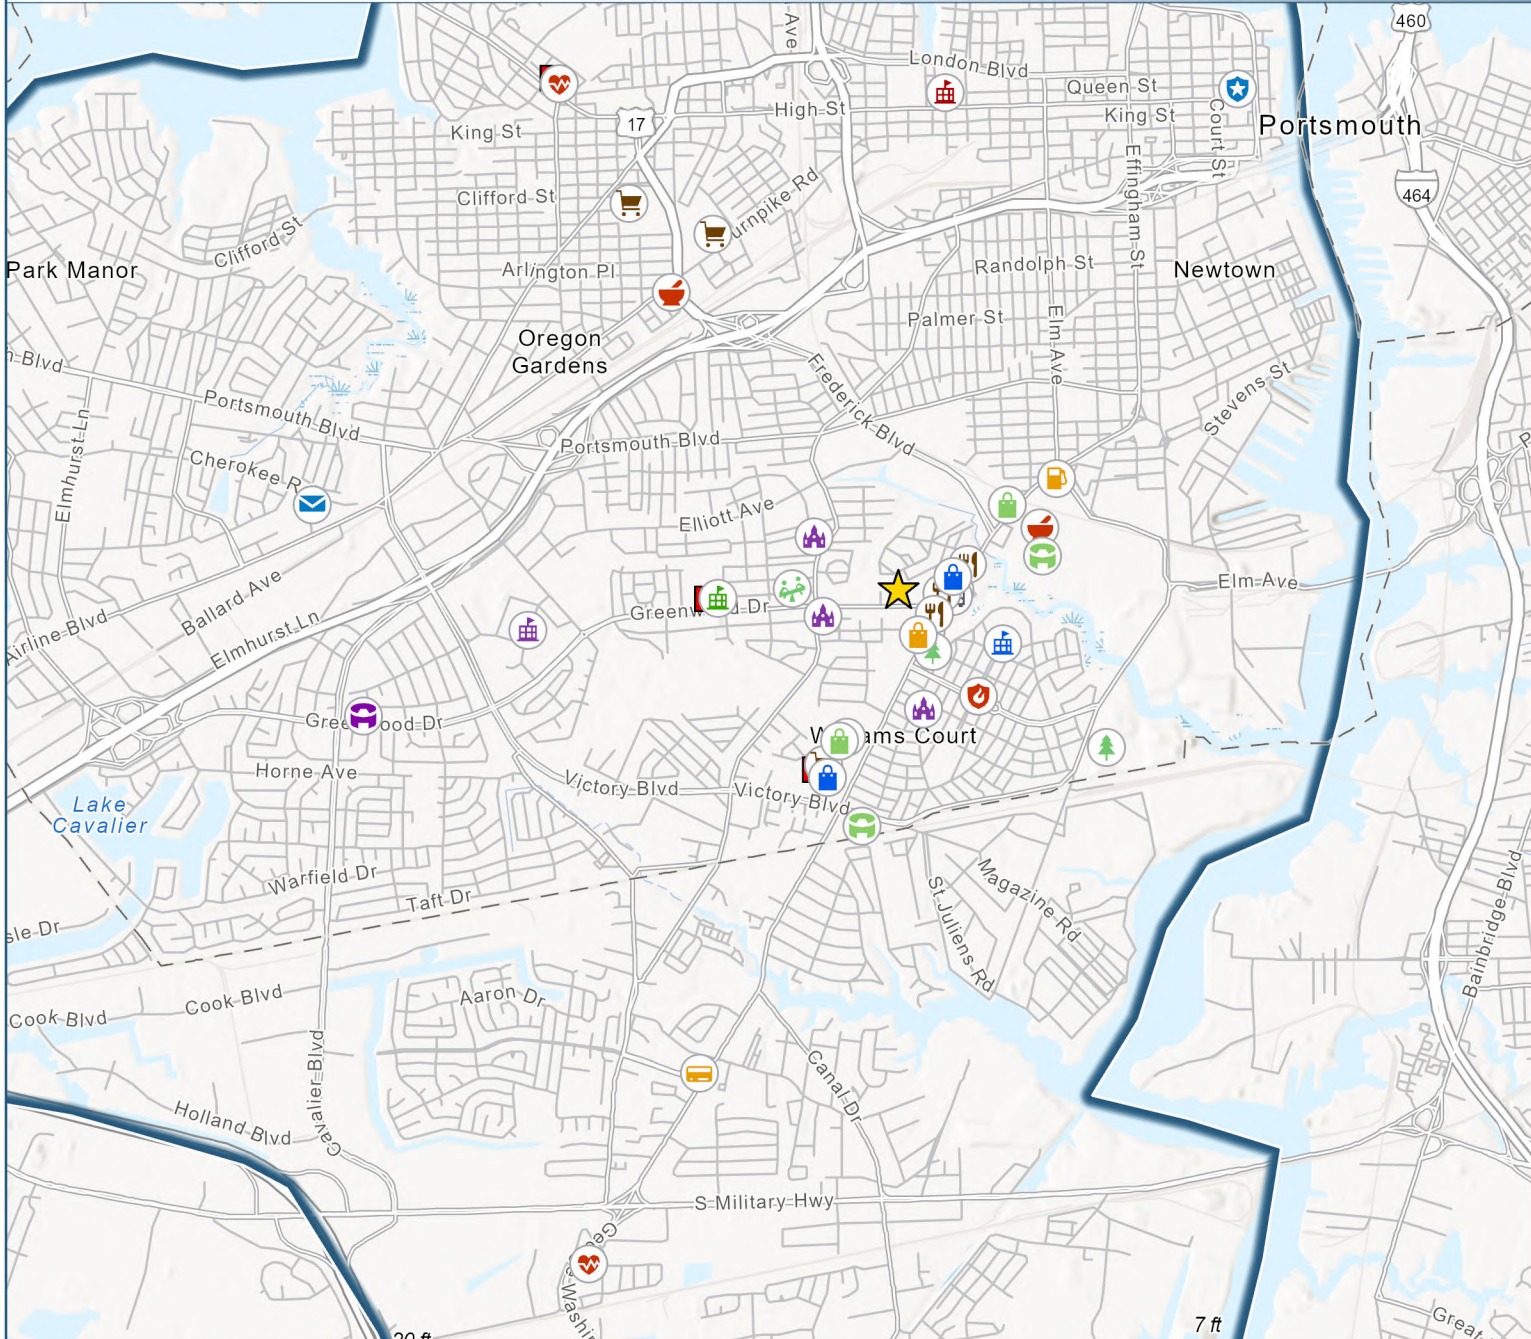 460
Ave
London Blvd
Queen St
High St
King St
Court St
17
Portsmouth
King St
Effingham St
464
Clifford St
urnpike Rd
Clifford St
Park Manor
Arlington Pl
Randolph St
Newtown
Palmer St
Elm Ave
Oregon
Gardens
n Blvd
Frederick Blvd
Stevens St
Portsmouth Blvd
Elmhurst Ln
Portsmouth Blvd
Cherokee R
Elliott Ave
Elm Ave
Ballard Ave
Greenw d Dr
Airline Blvd
Elmhurst Ln
Gree ood Dr
W ams Court
Horne Ave
Victory Blvd
Victory Blvd
Lake
Cavalier
Warfield Dr
Taft Dr
Magazine Rd
St Juliens Rd
Bainbridge Blvd
sle Dr
Aaron Dr
Cook Blvd
Cook Blvd
Cavalier Blvd
Canal Dr
Holland Blvd
S Military Hwy
Geo
Washin
7 ft
Great
20 ft